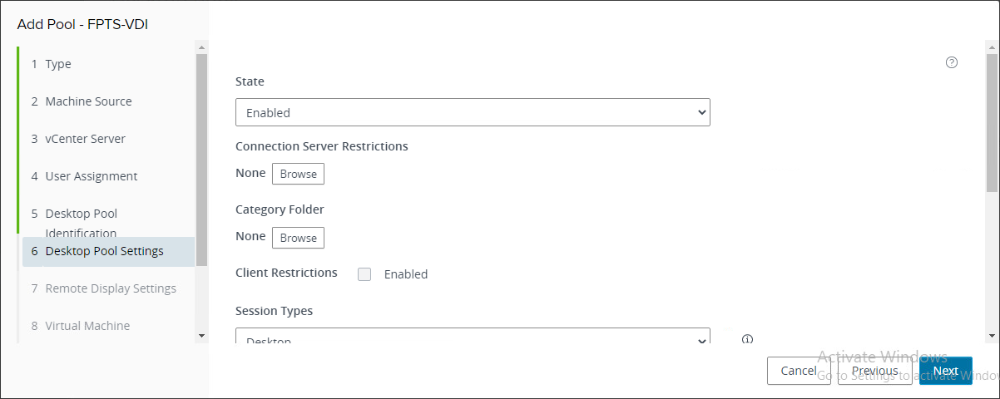 Add Pool - FPTS-VDI
1 Type
2 Machine Source
3 vCenter Server
4 User Assignment
5 Desktop Pool
Identification
6 Desktop Pool Settings
7 Remote Display Settings
8 Virtual Machine
State
Enabled
Connection Server Restrictions
None Browse
Category Folder
None Browse
Client Restrictions Enabled
Session Types
Desktop
Activate Windows
Go to Settings to activate Windo
Cancel Previous Next